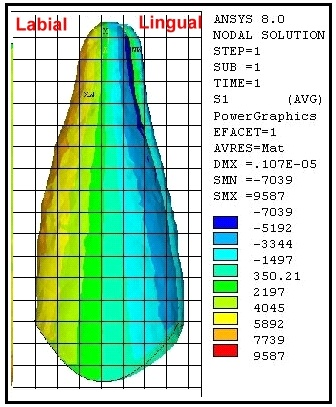 Labial
Lingual
ANSYS 8.0
NODAL SOLUTION
STEP=1
SUB =1
TIME=1
S1 (AVG)
PowerGraphics
EFACET=1
AVRES=Mat
DMX =.107E-05
SMN =-7039
SMX =9587
-7039
-5192
-3344
-1497
350.21
2197
4045
5892
7739
9587